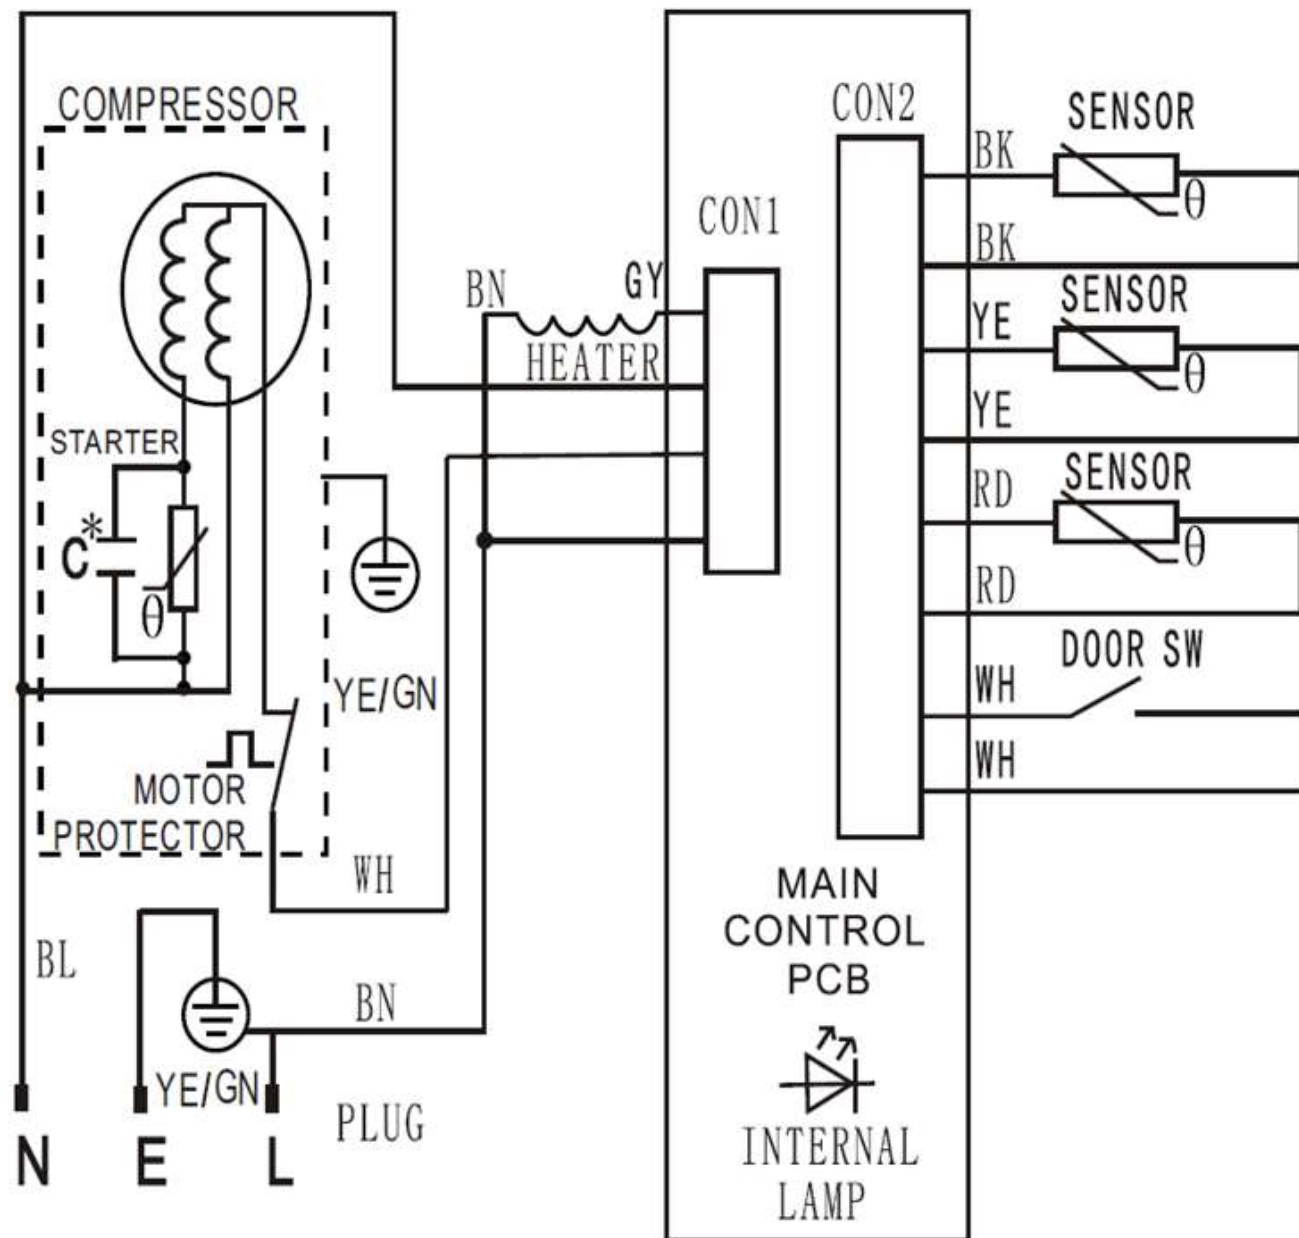 COMPRESSOR
CON2
SENSOR
BK
θ
CON1
BK
BN
GY
SENSOR
YE
HEATER
θ
YE
STARTER
SENSOR
RD
C*
θ
RD
θ
DOOR SW
YE/GN
WH
WH
MOTOR
PROTECTOR
WH
MAIN
CONTROL
PCB
BL
BN
YE/GN
PLUG
INTERNAL
LAMP
N E L